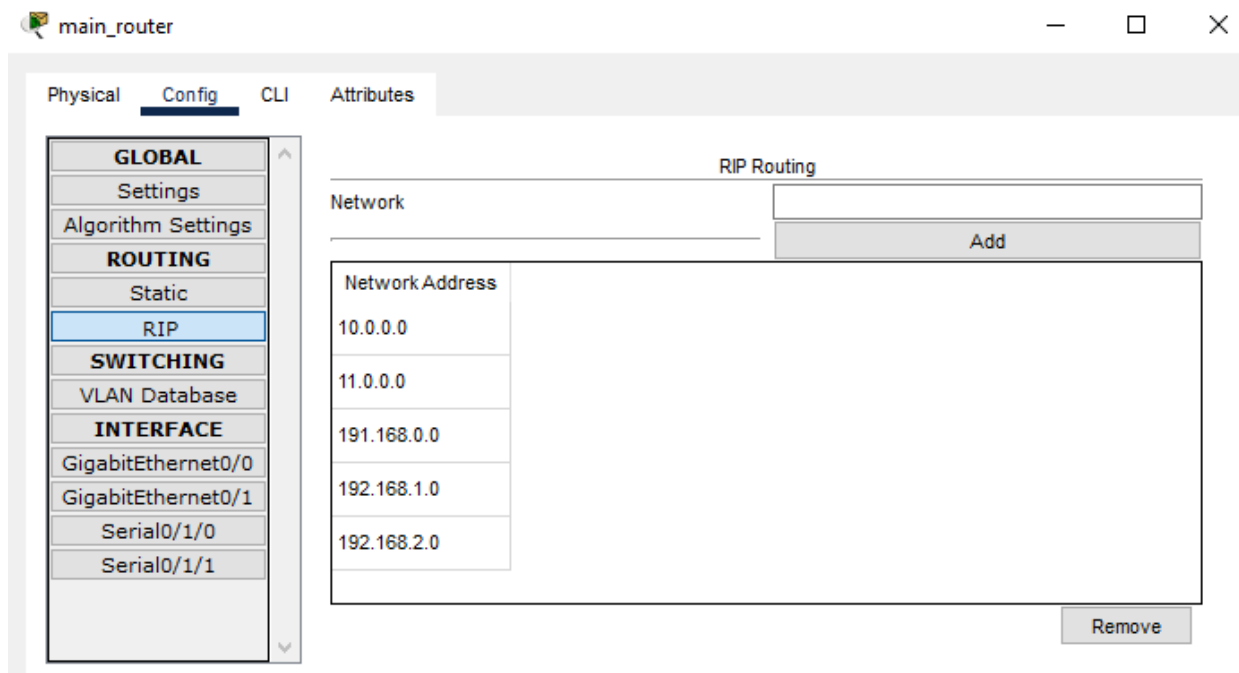 main_router
Physical Config CLI Attributes
GLOBAL
Settings
Algorithm Settings
ROUTING
Static
RIP
SWITCHING
VLAN Database
INTERFACE
GigabitEthernet0/0
GigabitEthernet0/1
Serial0/1/0
Serial0/1/1
RIP Routing
Network
Add
Network Address
10.0.0.0
11.0.0.0
191.168.0.0
192.168.1.0
192.168.2.0
Remove